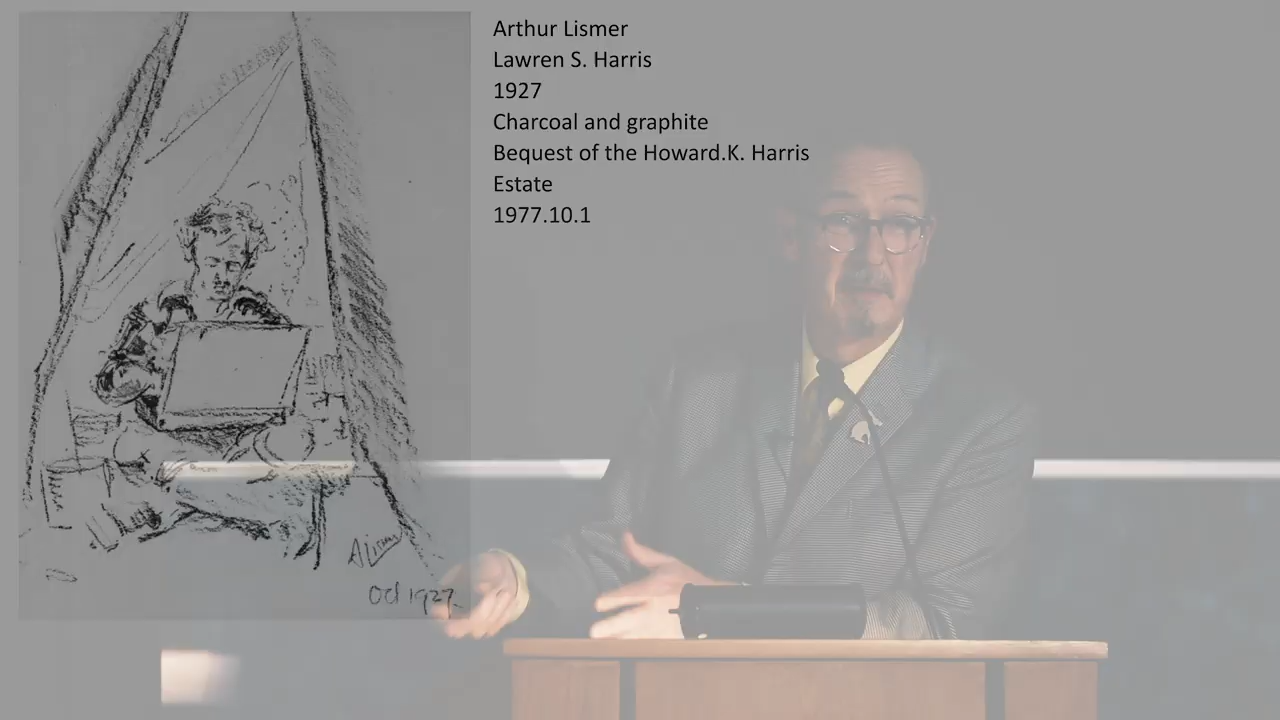 Arthur Lismer
Lawren S. Harris
1927
Charcoal and graphite
Bequest of the Howard.K. Harris
Estate
1977.10.1
A Lismer
Oct 1927